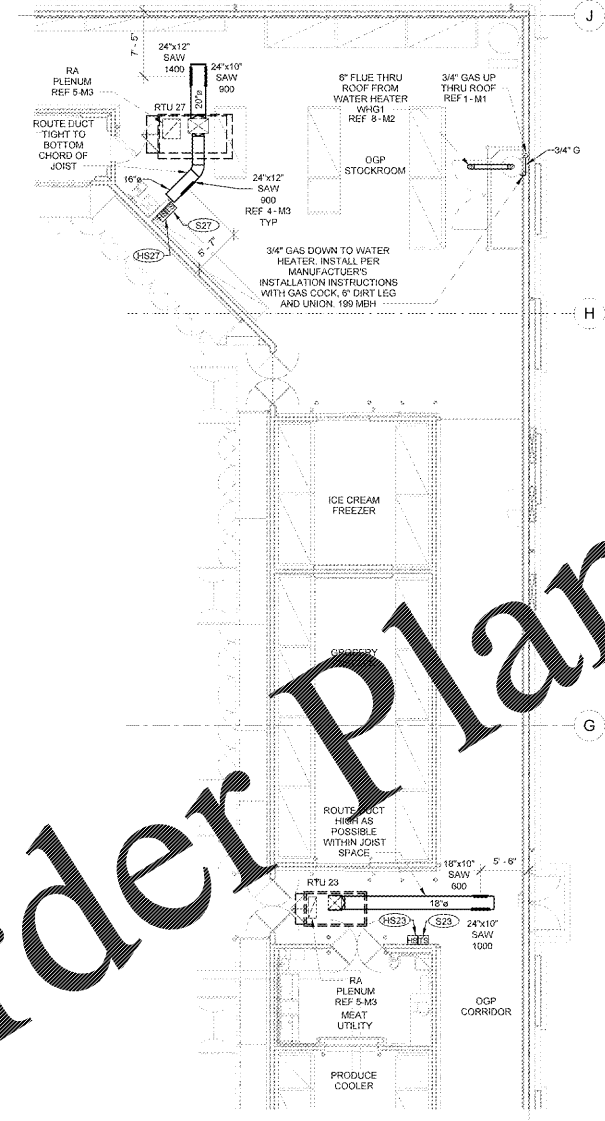 J
7' - 5"
24"x12"
SAW
1400
24"x10"
SAW
900
RA
PLENUM
REF 5-M3
RTU 27
20"ø
ROUTE DUCT
TIGHT TO
BOTTOM
CHORD OF
JOIST
16"ø
24"x12"
SAW
900
REF 4 - M3
TYP
S27
HS27
5' - 7"
8" FLUE THRU
ROOF FROM
WATER HEATER
WHG1
REF 8 - M2
3/4" GAS UP
THRU ROOF
REF 1 - M1
3/4" G
OGP
STOCKROOM
3/4" GAS DOWN TO WATER
HEATER. INSTALL PER
MANUFACTUER'S
INSTALLATION INSTRUCTIONS
WITH GAS COCK, 6" DIRT LEG
AND UNION. 199 MBH
H
ICE CREAM
FREEZER
GROCERY
G
rder Plan
ROUTE DUCT
HIGH AS
POSSIBLE
WITHIN JOIST
SPACE
18"x10"
SAW
600
5' - 6"
RTU 23
18"ø
HS23
S23
24"x10"
SAW
1000
RA
PLENUM
REF 5-M3
MEAT
UTILITY
OGP
CORRIDOR
PRODUCE
COOLER